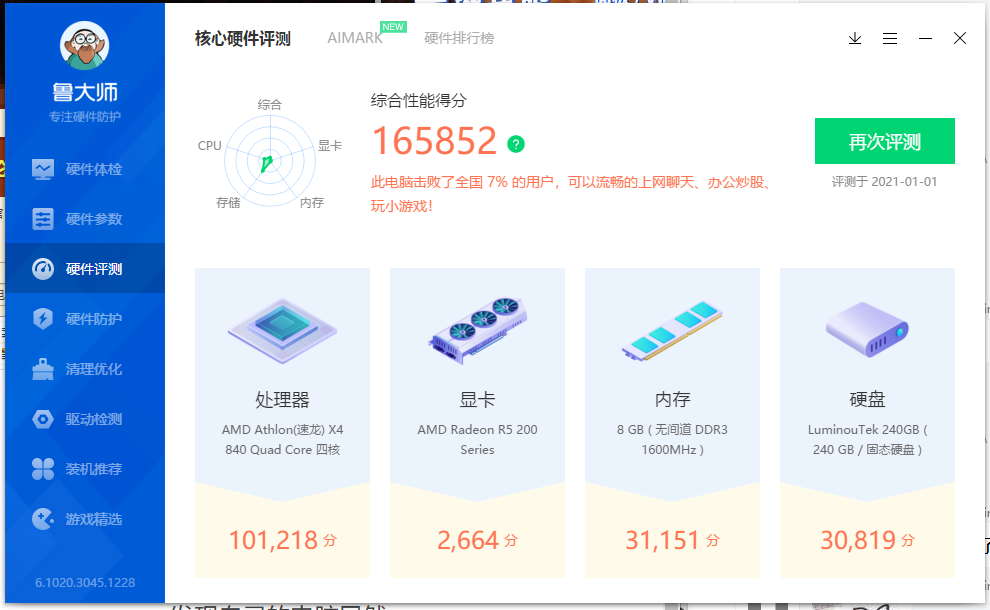 鲁大师
专注硬件防护
硬件体检
硬件参数
硬件评测
硬件防护
清理优化
驱动检测
装机推荐
游戏精选
6.1020.3045.1228
核心硬件评测
AIMARK
NEW
硬件排行榜
综合
CPU
显卡
存储
内存
综合性能得分
165852
?
此电脑击败了全国 7% 的用户，可以流畅的上网聊天、办公炒股、
玩小游戏！
再次评测
评测于 2021-01-01
处理器
AMD Athlon(速龙) X4
840 Quad Core 四核
101,218 分
显卡
AMD Radeon R5 200
Series
2,664 分
内存
8 GB ( 无间道 DDR3
1600MHz )
31,151 分
硬盘
LuminouTek 240GB (
240 GB / 固态硬盘 )
30,819 分